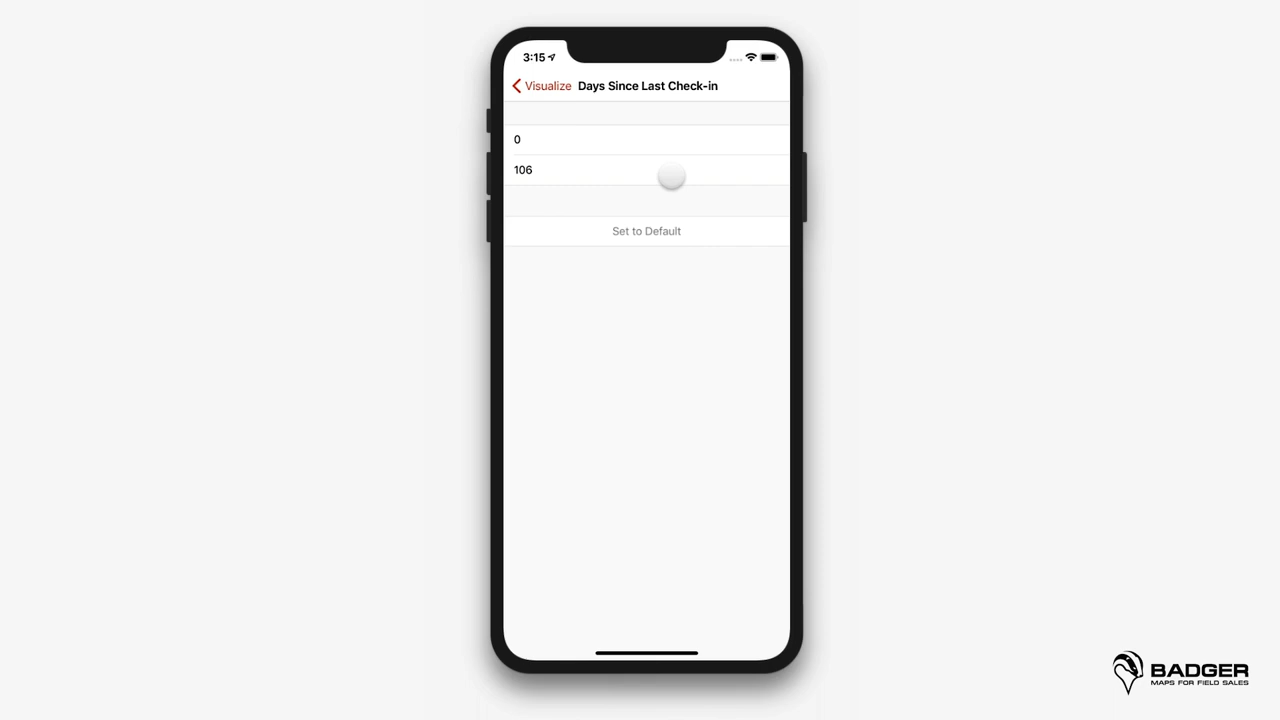 3:15
Visualize Days Since Last Check-in
0
106
Set to Default
BADGER
MAPS FOR FIELD SALES